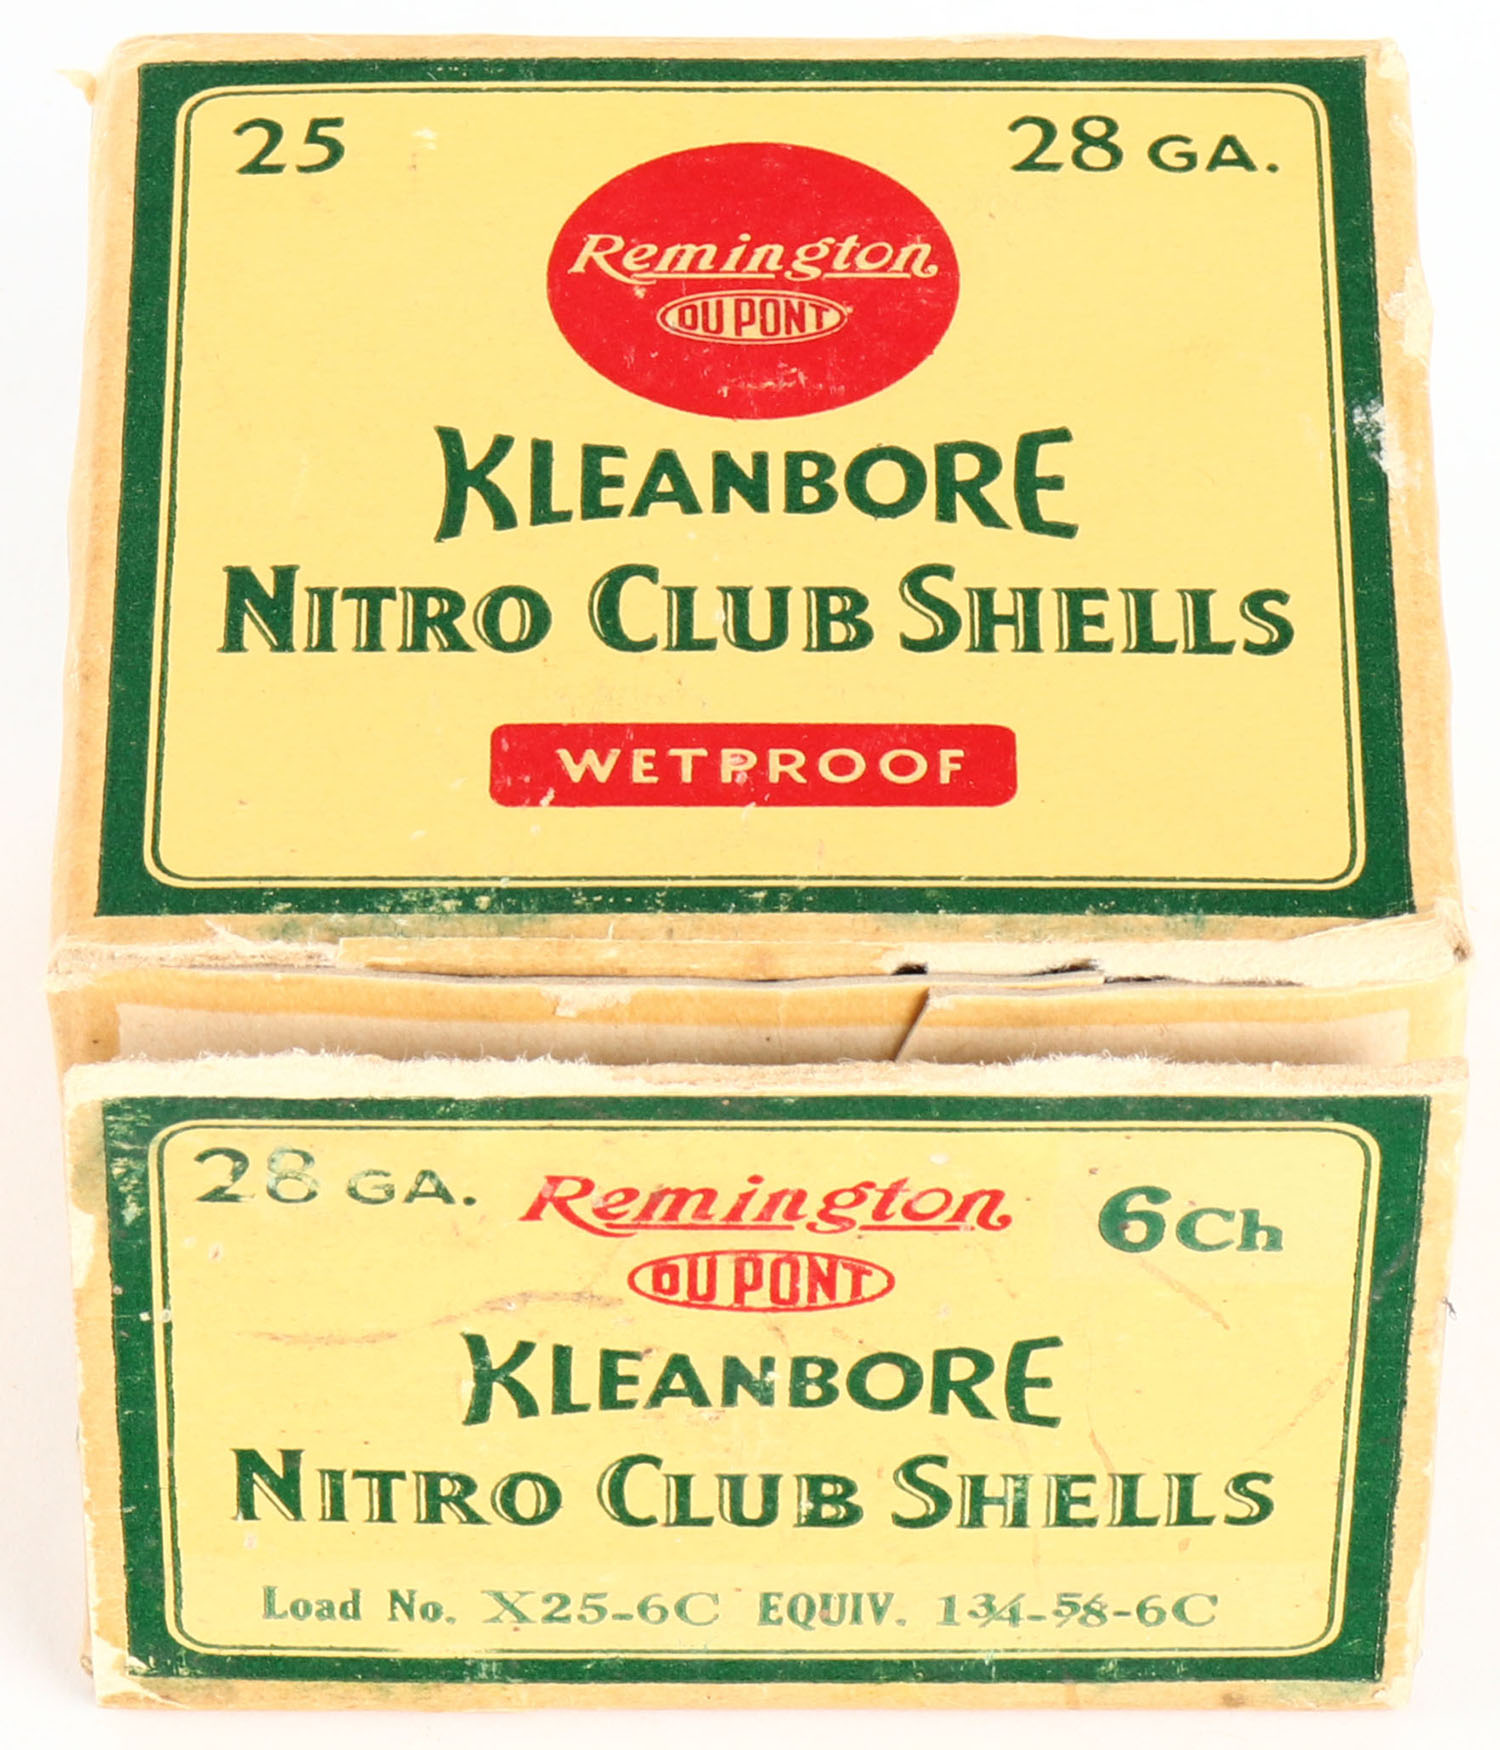 25 28 GA.
Remington
DU PONT
KLEANBORE
NITRO CLUB SHELLS
WETPROOF
28 GA. Remington 6Ch
DU PONT
KLEANBORE
NITRO CLUB SHELLS
Load No. X25-6C EQUIV. 1¾-⅝-6C